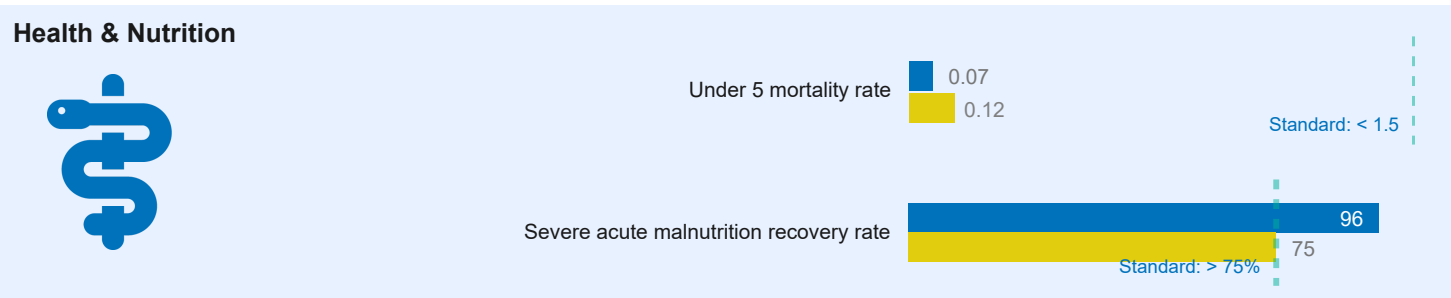 Health & Nutrition
Under 5 mortality rate
0.07
0.12
Standard: < 1.5
Severe acute malnutrition recovery rate
96
75
Standard: > 75%